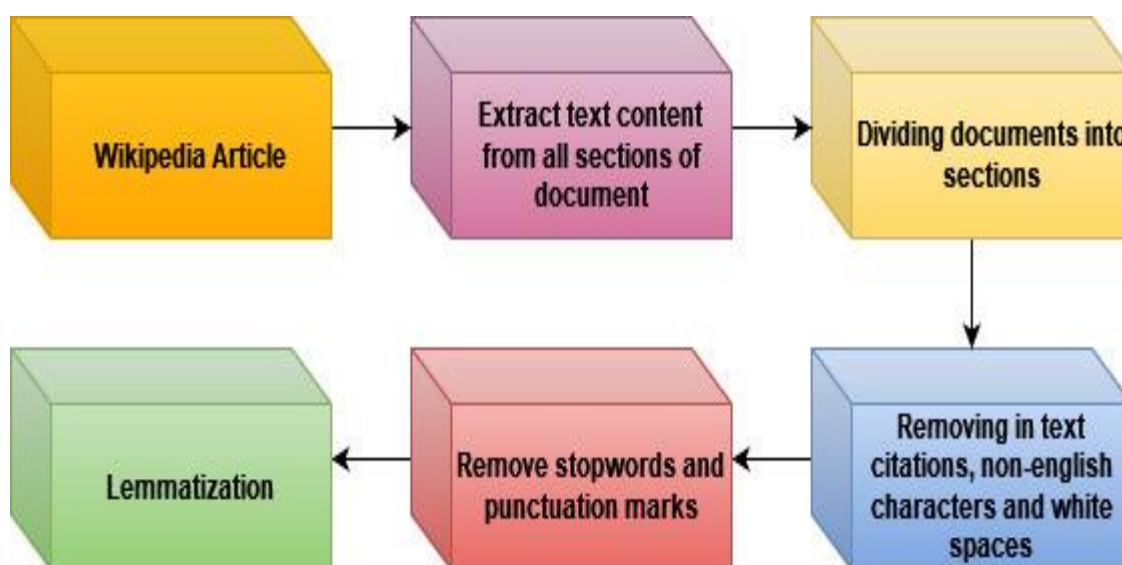 Wikipedia Article
Extract text content
from all sections of
document
Dividing documents into
sections
Removing in text
citations, non-english
characters and white
spaces
Remove stopwords and
punctuation marks
Lemmatization